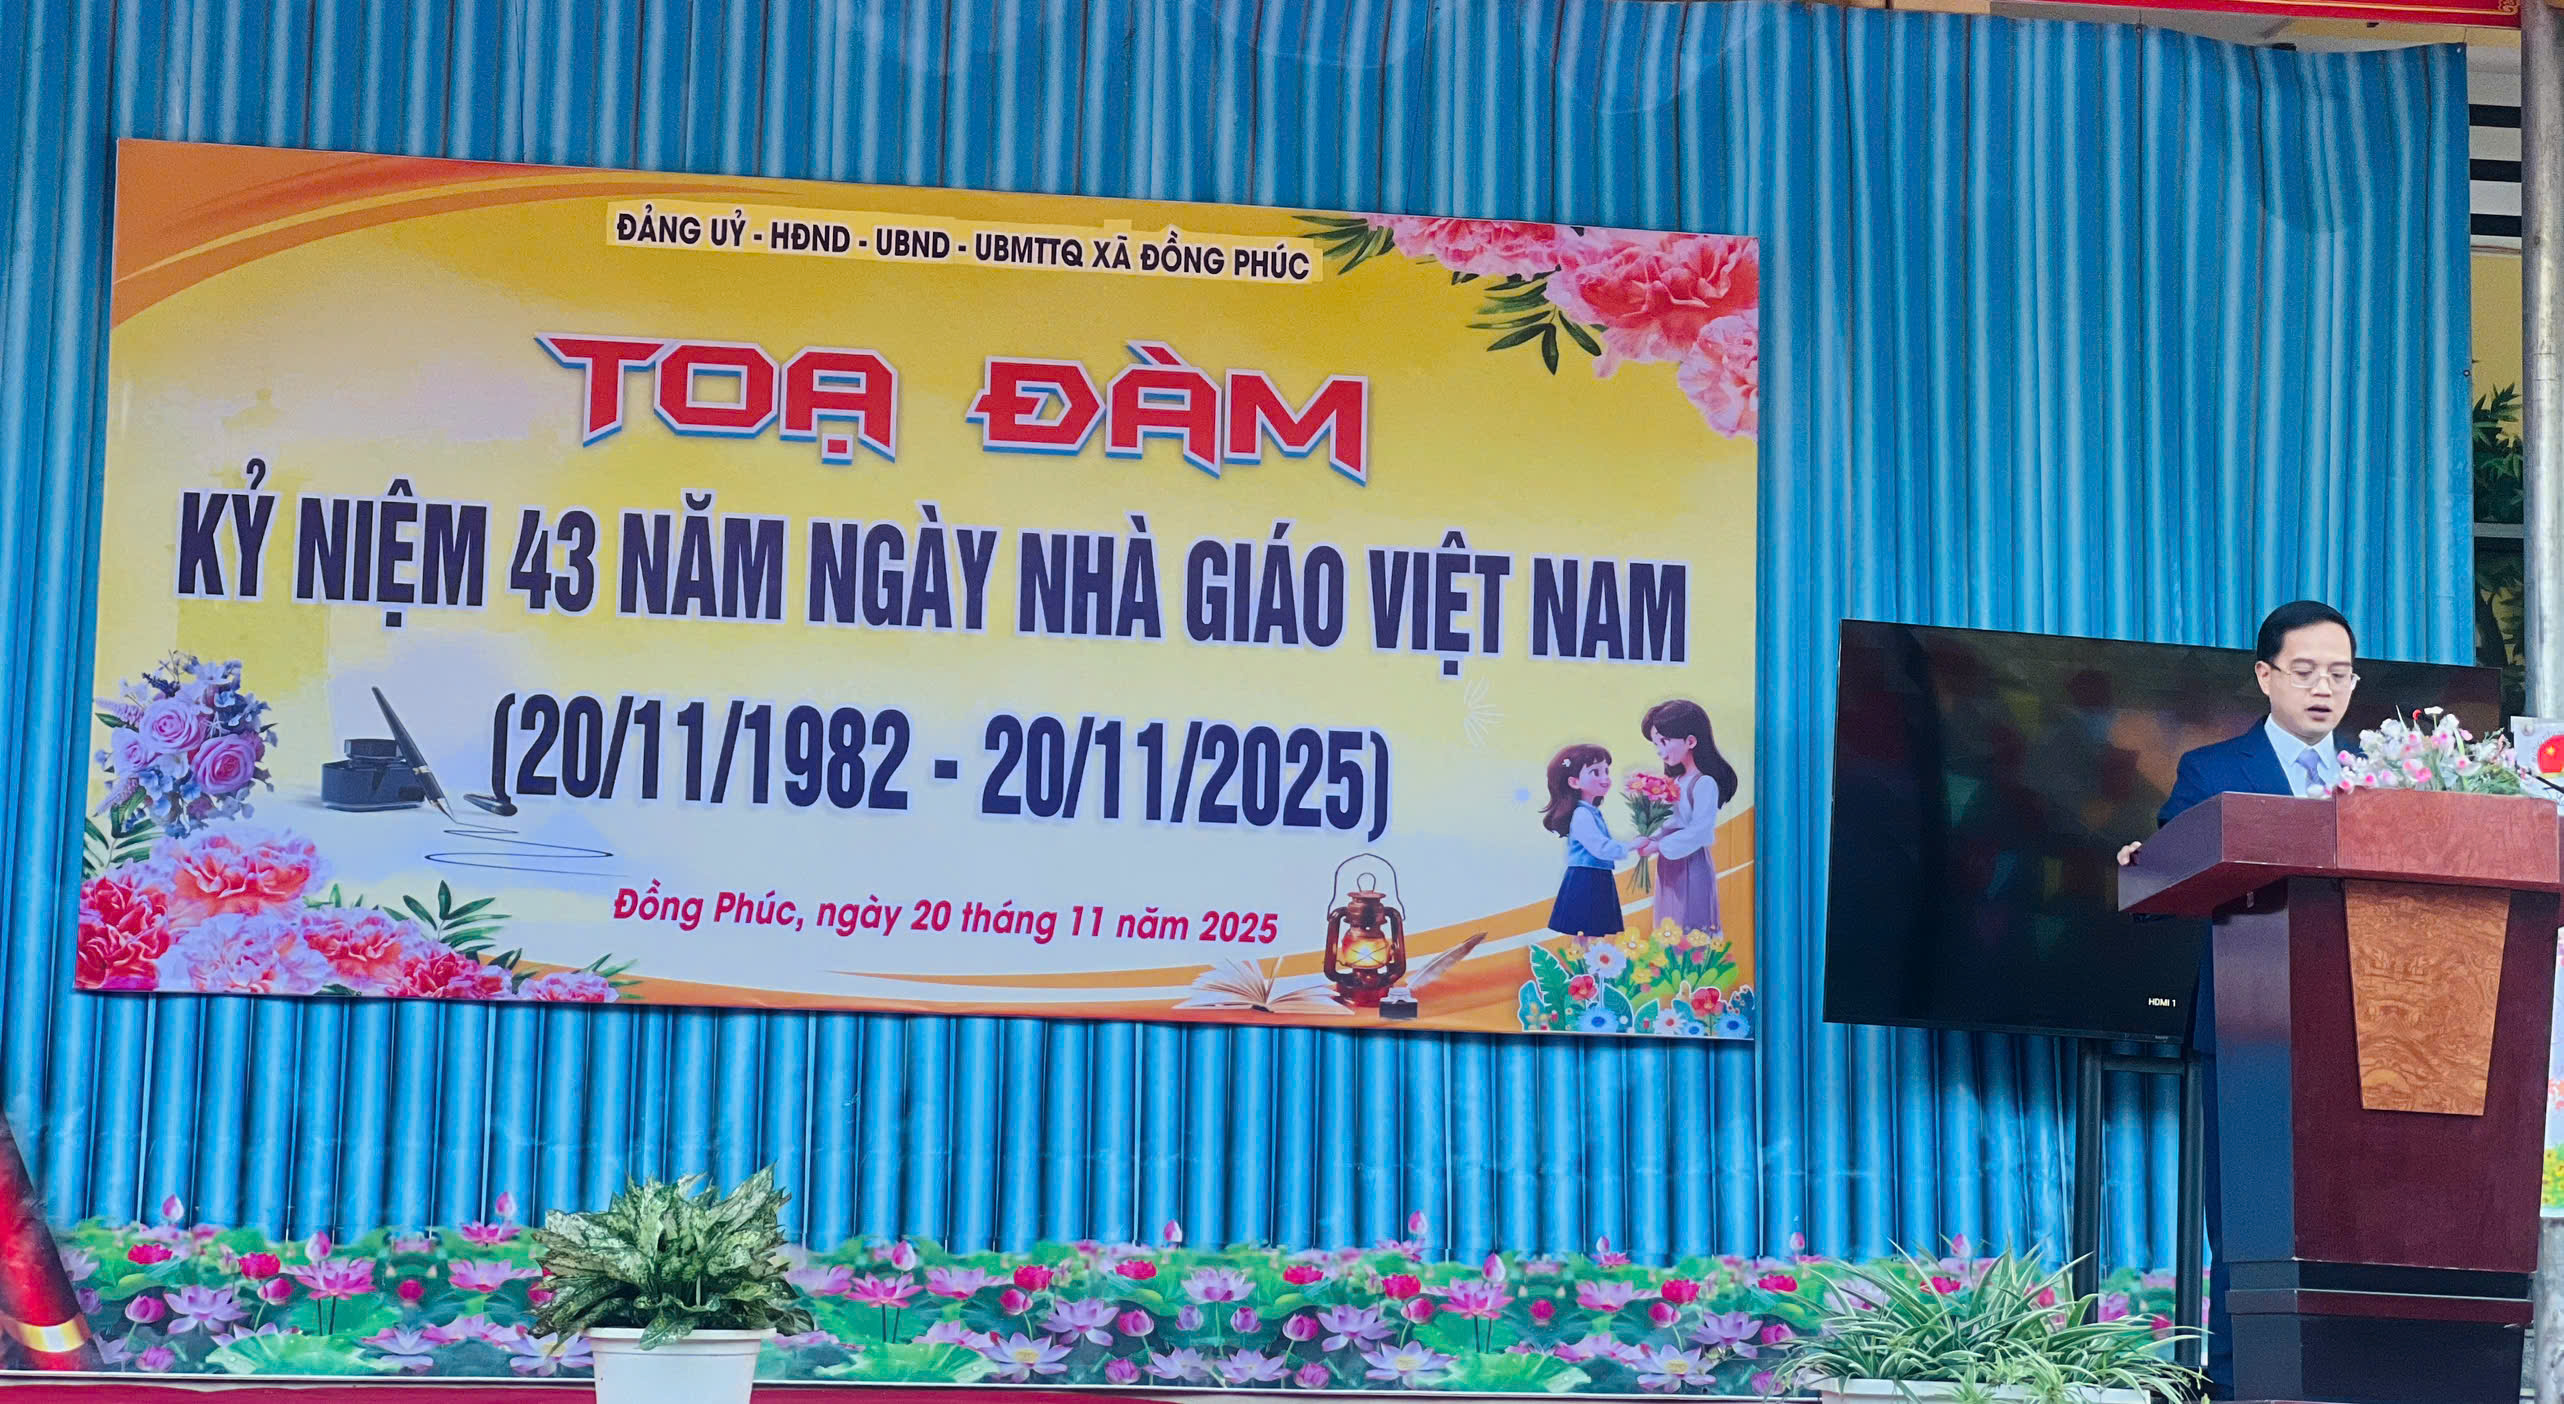 ĐẢNG UỶ - HĐND - UBND - UBMTTQ XÃ ĐỒNG PHÚC
TOẠ ĐÀM
KỶ NIỆM 43 NĂM NGÀY NHÀ GIÁO VIỆT NAM
(20/11/1982 - 20/11/2025)
Đồng Phúc, ngày 20 tháng 11 năm 2025
HDMI 1